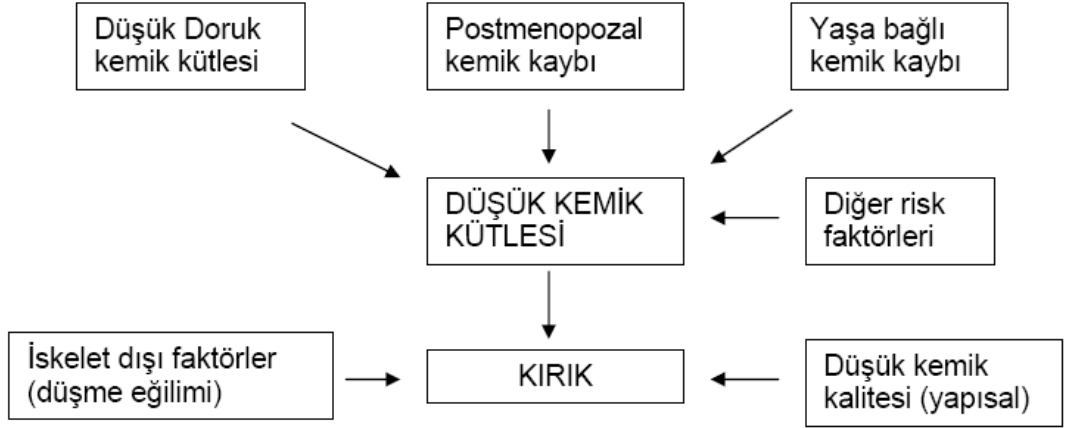 Düşük Doruk
kemik kütlesi
Postmenopozal
kemik kaybı
Yaşa bağlı
kemik kaybı
DÜŞÜK KEMİK
KÜTLESİ
Diğer risk
faktörleri
İskelet dışı faktörler
(düşme eğilimi)
KIRIK
Düşük kemik
kalitesi (yapısal)